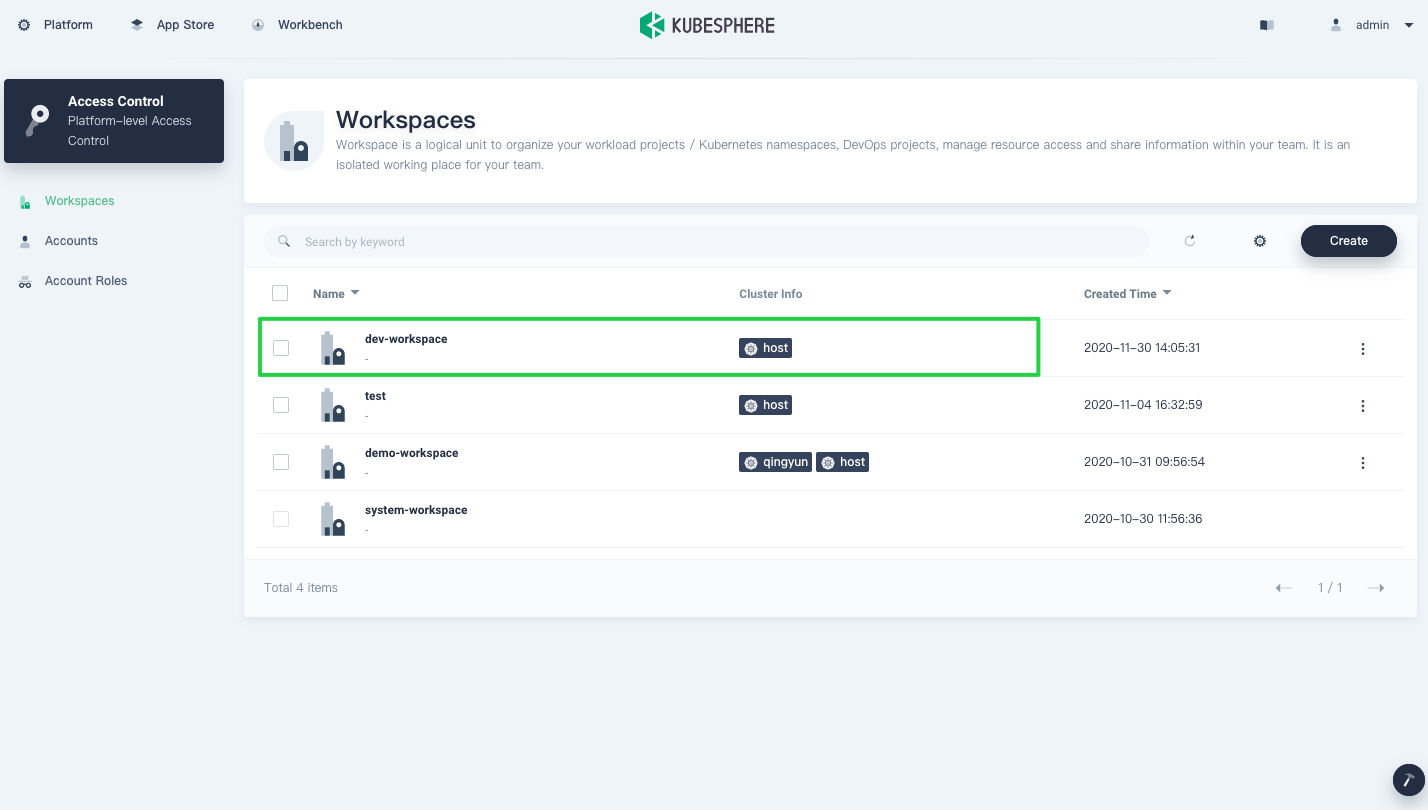 Platform
App Store
Workbench
KUBESPHERE
admin
Access Control
Platform-level Access
Control
Workspaces
Accounts
Account Roles
Workspaces
Workspace is a logical unit to organize your workload projects / Kubernetes namespaces, DevOps projects, manage resource access and share information within your team. It is an
isolated working place for your team.
Search by keyword
Create
Name
Cluster Info
Created Time
dev-workspace
-
host
2020-11-30 14:05:31
test
-
host
2020-11-04 16:32:59
demo-workspace
-
qingyun
host
2020-10-31 09:56:54
system-workspace
-
2020-10-30 11:56:36
Total 4 items
1 / 1